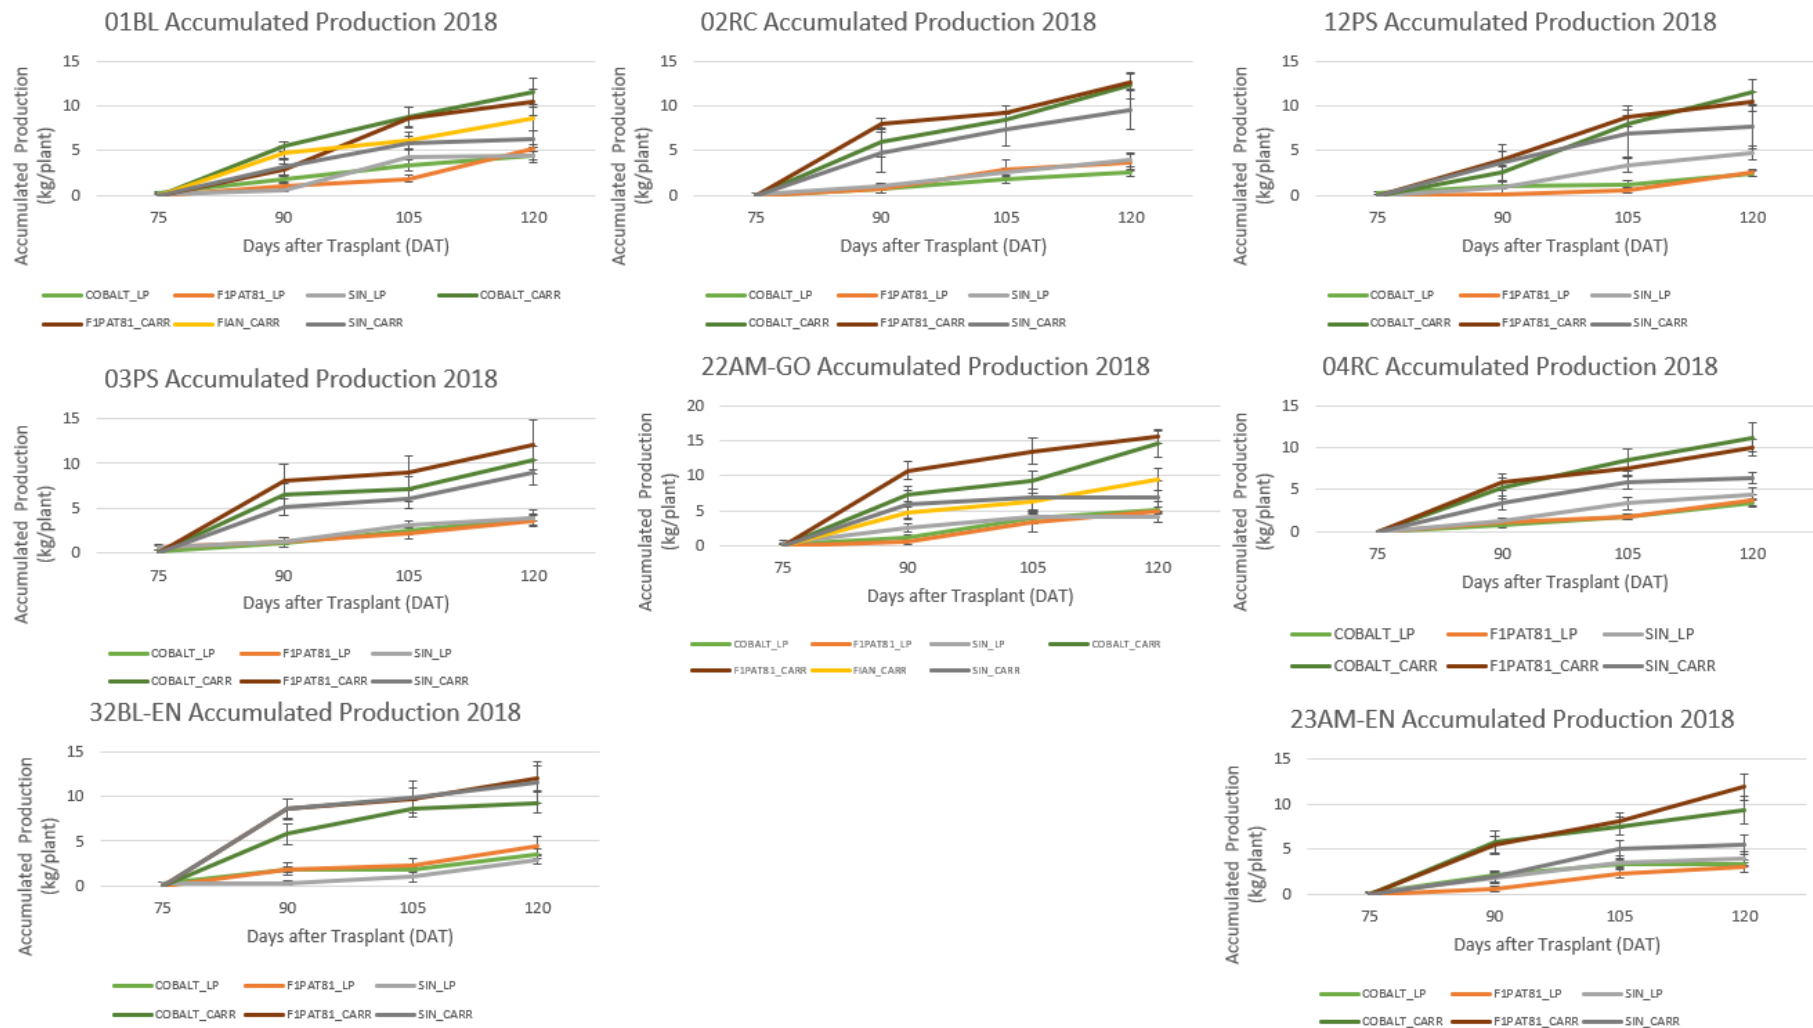 01BL Accumulated Production 2018
Accumulated Production
(kg/plant)
15
10
5
0
75 90 105 120
Days after Trasplant (DAT)
COBALT_LP F1PAT81_LP SIN_LP COBALT_CARR
F1PAT81_CARR FIAN_CARR SIN_CARR
02RC Accumulated Production 2018
Accumulated Production
(kg/plant)
15
10
5
0
75 90 105 120
Days after Trasplant (DAT)
COBALT_LP F1PAT81_LP SIN_LP
COBALT_CARR F1PAT81_CARR SIN_CARR
12PS Accumulated Production 2018
Accumulated Production
(kg/plant)
15
10
5
0
75 90 105 120
Days after Trasplant (DAT)
COBALT_LP F1PAT81_LP SIN_LP
COBALT_CARR F1PAT81_CARR SIN_CARR
03PS Accumulated Production 2018
Accumulated Production
(kg/plant)
15
10
5
0
75 90 105 120
Days after Trasplant (DAT)
COBALT_LP F1PAT81_LP SIN_LP
COBALT_CARR F1PAT81_CARR SIN_CARR
22AM-GO Accumulated Production 2018
Accumulated Production
(kg/plant)
20
15
10
5
0
75 90 105 120
Days after Trasplant (DAT)
COBALT_LP F1PAT81_LP SIN_LP COBALT_CARR
F1PAT81_CARR FIAN_CARR SIN_CARR
04RC Accumulated Production 2018
Accumulated Production
(kg/plant)
15
10
5
0
75 90 105 120
Days after Trasplant (DAT)
COBALT_LP F1PAT81_LP SIN_LP
COBALT_CARR F1PAT81_CARR SIN_CARR
32BL-EN Accumulated Production 2018
Accumulated Production
(kg/plant)
15
10
5
0
75 90 105 120
Days after Trasplant (DAT)
COBALT_LP F1PAT81_LP SIN_LP
COBALT_CARR F1PAT81_CARR SIN_CARR
23AM-EN Accumulated Production 2018
Accumulated Production
(kg/plant)
15
10
5
0
75 90 105 120
Days after Trasplant (DAT)
COBALT_LP F1PAT81_LP SIN_LP
COBALT_CARR F1PAT81_CARR SIN_CARR